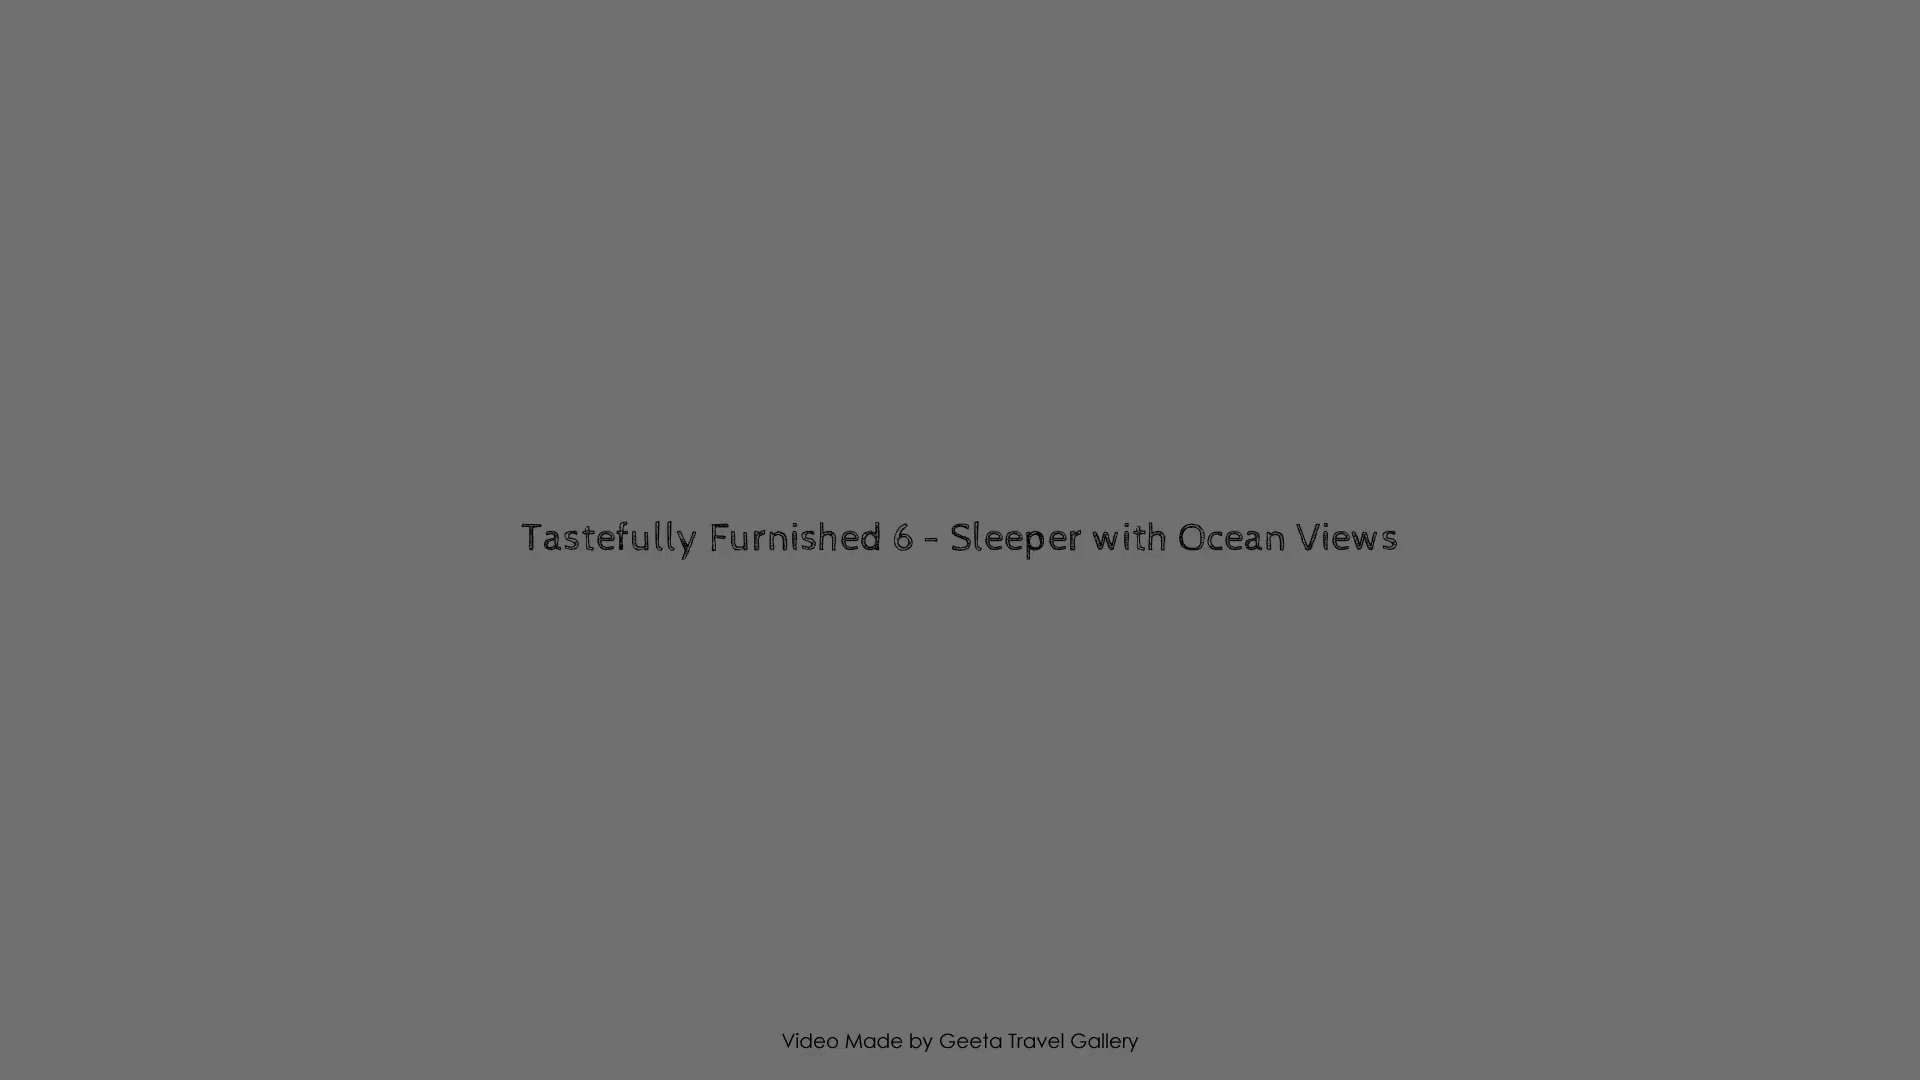 Tastefully Furnished 6 - Sleeper with Ocean Views
Video Made by Geeta Travel Gallery